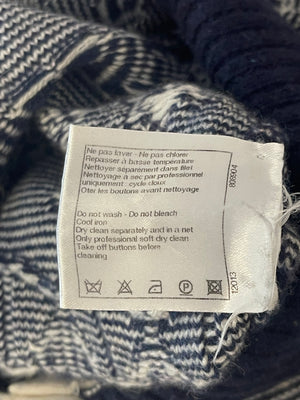 Ne pas laver - Ne pas chlorer
Repasser à basse température
Nettoyer séparément dans filet
Nettoyage à sec par professionnel
uniquement : cycle doux
Oter les boutons avant nettoyage
Do not wash - Do not bleach
Cool iron
Dry clean separately and in a net
Only professional soft dry clean
Take off buttons before
cleaning
P
809904
12013